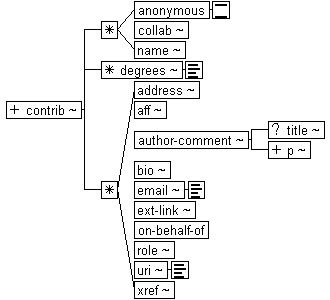 anonymous
* collab ~
name ~
* degrees ~
address ~
+ contrib ~
aff ~
author-comment ~
? title ~
+ p ~
bio ~
* email ~
ext-link ~
on-behalf-of
role ~
uri ~
xref ~